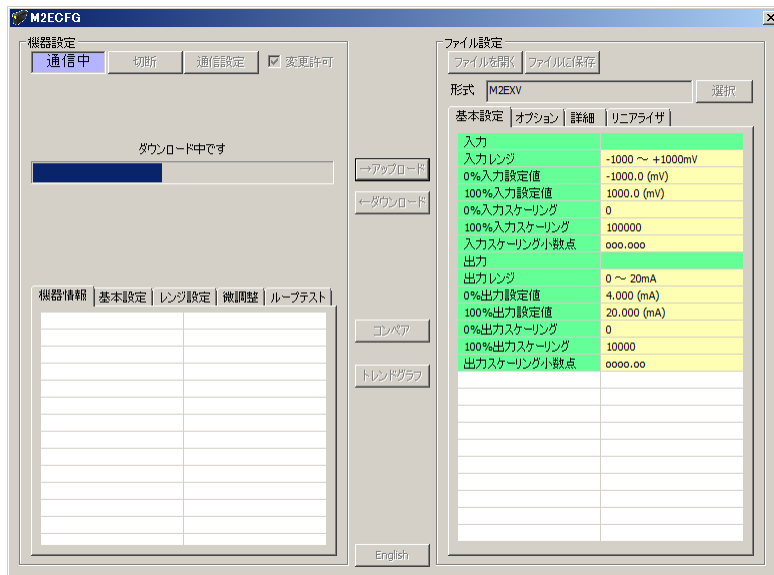 M2ECFG
機器設定
通信中
切断
通信設定
変更許可
ダウンロード中です
機器情報
基本設定
レンジ設定
微調整
ループテスト
→アップロード
←ダウンロード
コンペア
トレンドグラフ
English
ファイル設定
ファイルを開く
ファイルに保存
形式 M2EXV
選択
基本設定
オプション
詳細
リニアライザ
入力
入力レンジ -1000 ～ +1000mV
0%入力設定値 -1000.0 (mV)
100%入力設定値 1000.0 (mV)
0%入力スケーリング 0
100%入力スケーリング 100000
入力スケーリング小数点 ooo.ooo
出力
出力レンジ 0 ～ 20mA
0%出力設定値 4.000 (mA)
100%出力設定値 20.000 (mA)
0%出力スケーリング 0
100%出力スケーリング 10000
出力スケーリング小数点 oooo.oo